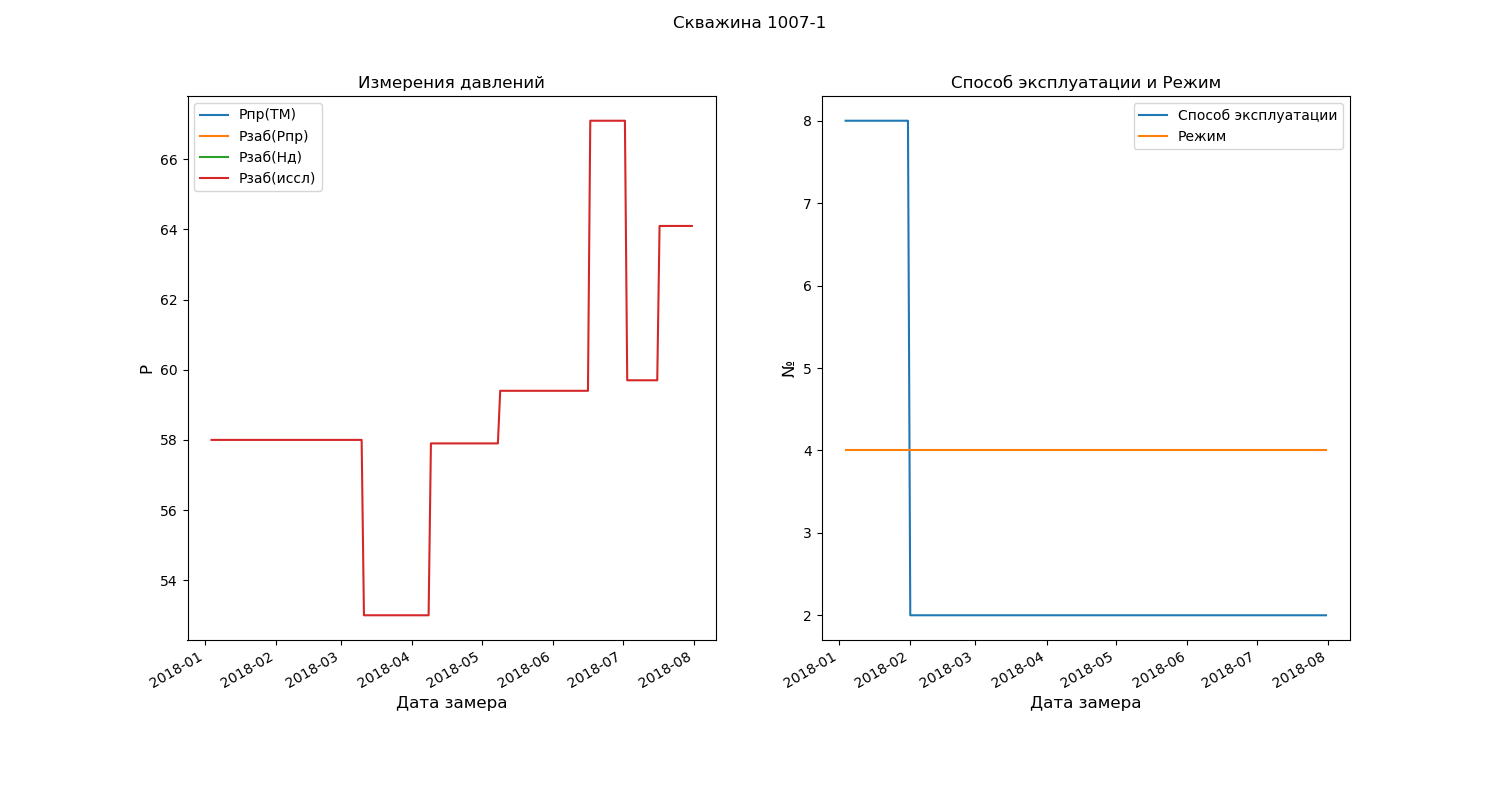 Скважина 1007-1
Измерения давлений
Рпр(ТМ)
Рзаб(Рпр)
Рзаб(Нд)
Рзаб(иссл)
66
64
62
60
58
56
54
Р
2018-01
2018-02
2018-03
2018-04
2018-05
2018-06
2018-07
2018-08
Дата замера
Способ эксплуатации и Режим
Способ эксплуатации
Режим
8
7
6
5
4
3
2
№
2018-01
2018-02
2018-03
2018-04
2018-05
2018-06
2018-07
2018-08
Дата замера